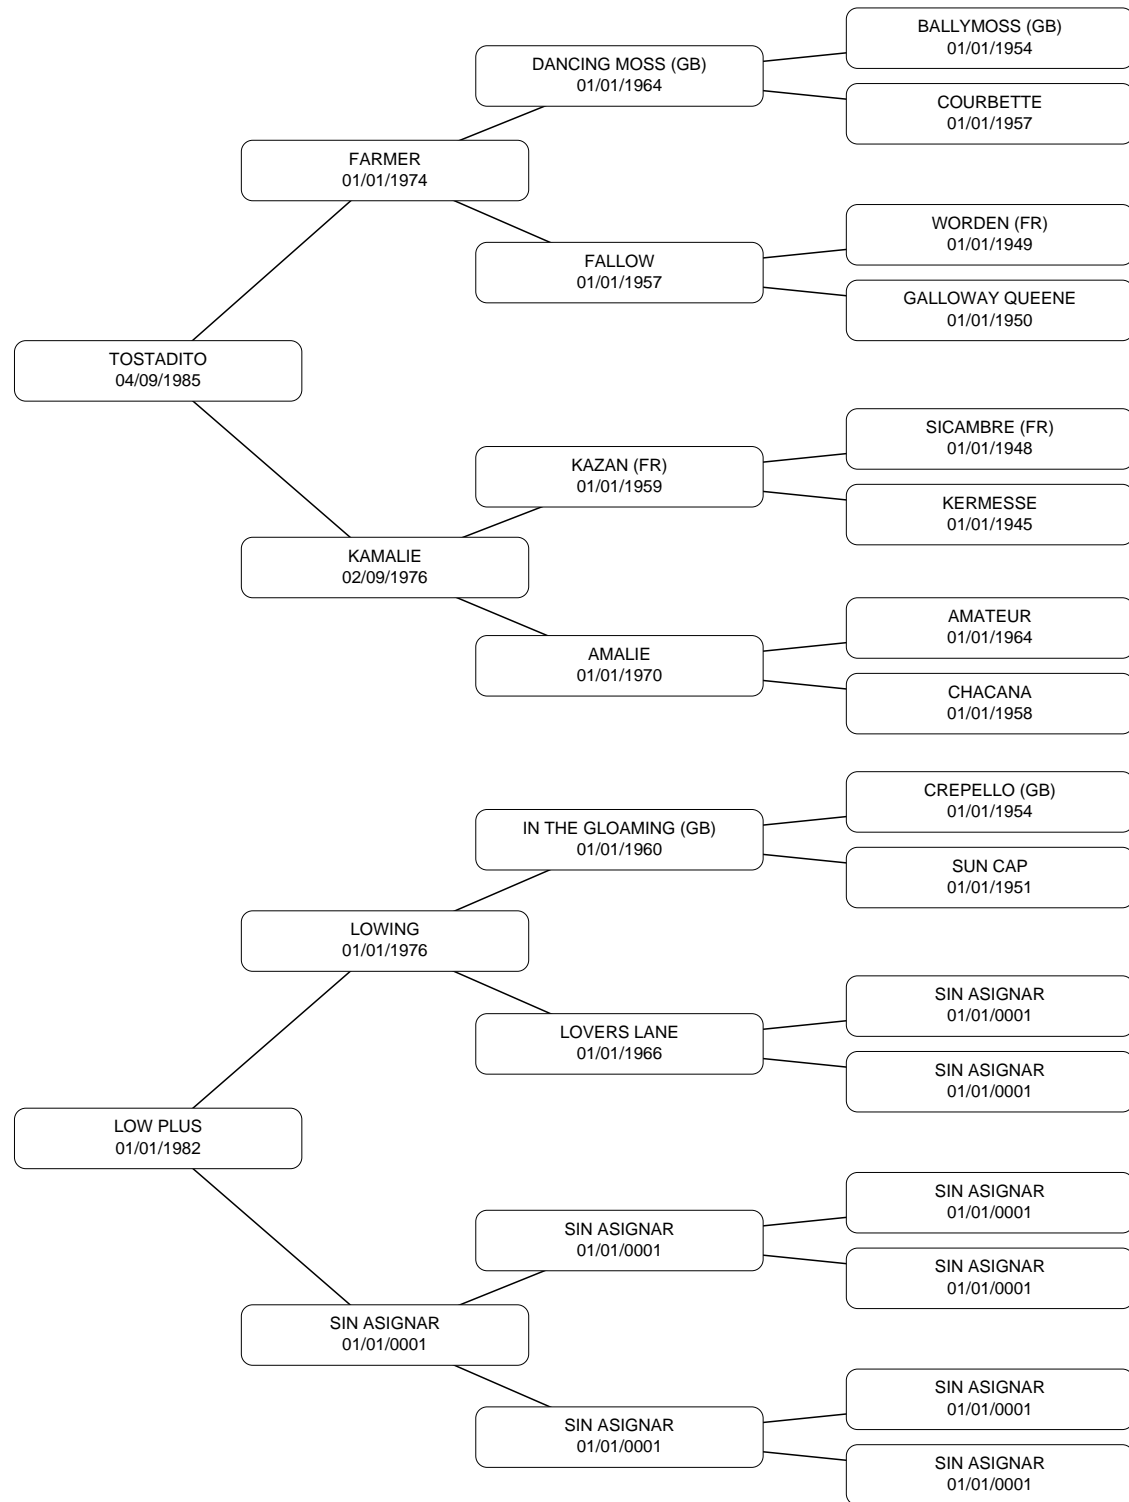 BALLYMOSS (GB)
01/01/1954
DANCING MOSS (GB)
01/01/1964
COURBETTE
01/01/1957
FARMER
01/01/1974
WORDEN (FR)
01/01/1949
FALLOW
01/01/1957
GALLOWAY QUEENE
01/01/1950
TOSTADITO
04/09/1985
SICAMBRE (FR)
01/01/1948
KAZAN (FR)
01/01/1959
KERMESSE
01/01/1945
KAMALIE
02/09/1976
AMATEUR
01/01/1964
AMALIE
01/01/1970
CHACANA
01/01/1958
CREPELLO (GB)
01/01/1954
IN THE GLOAMING (GB)
01/01/1960
SUN CAP
01/01/1951
LOWING
01/01/1976
SIN ASIGNAR
01/01/0001
LOVERS LANE
01/01/1966
SIN ASIGNAR
01/01/0001
LOW PLUS
01/01/1982
SIN ASIGNAR
01/01/0001
SIN ASIGNAR
01/01/0001
SIN ASIGNAR
01/01/0001
SIN ASIGNAR
01/01/0001
SIN ASIGNAR
01/01/0001
SIN ASIGNAR
01/01/0001
SIN ASIGNAR
01/01/0001